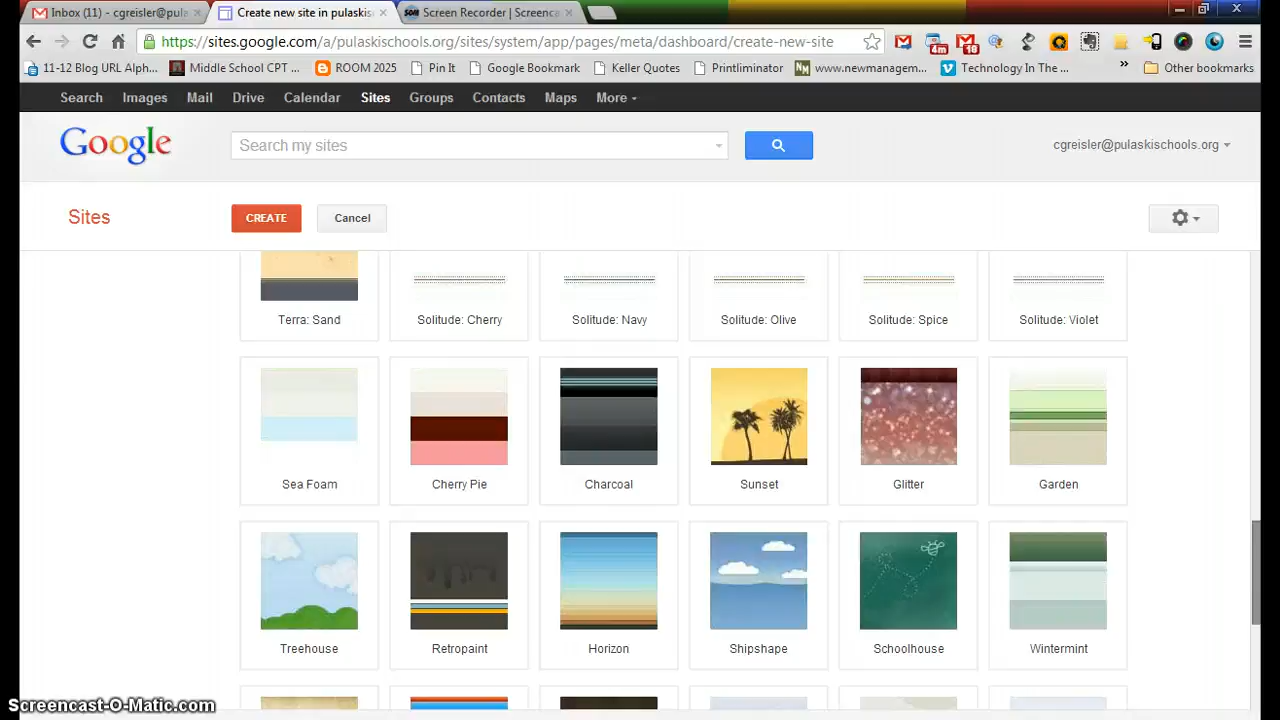 Inbox (11) - cgreisler@pula × Create new site in pulaskis × Screen Recorder | Screenca ×
https://sites.google.com/a/pulaskischools.org/sites/system/app/pages/meta/dashboard/create-new-site 4m 18
11-12 Blog URL Alph... Middle School CPT ... ROOM 2025 Pin It Google Bookmark Keller Quotes Printliminator www.newmanagem... Technology In The ... » Other bookmarks
Search Images Mail Drive Calendar Sites Groups Contacts Maps More
Google Search my sites cgreisler@pulaskischools.org
Sites CREATE Cancel
Terra: Sand Solitude: Cherry Solitude: Navy Solitude: Olive Solitude: Spice Solitude: Violet
Sea Foam Cherry Pie Charcoal Sunset Glitter Garden
Treehouse Retropaint Horizon Shipshape Schoolhouse Wintermint
Screencast-O-Matic.com